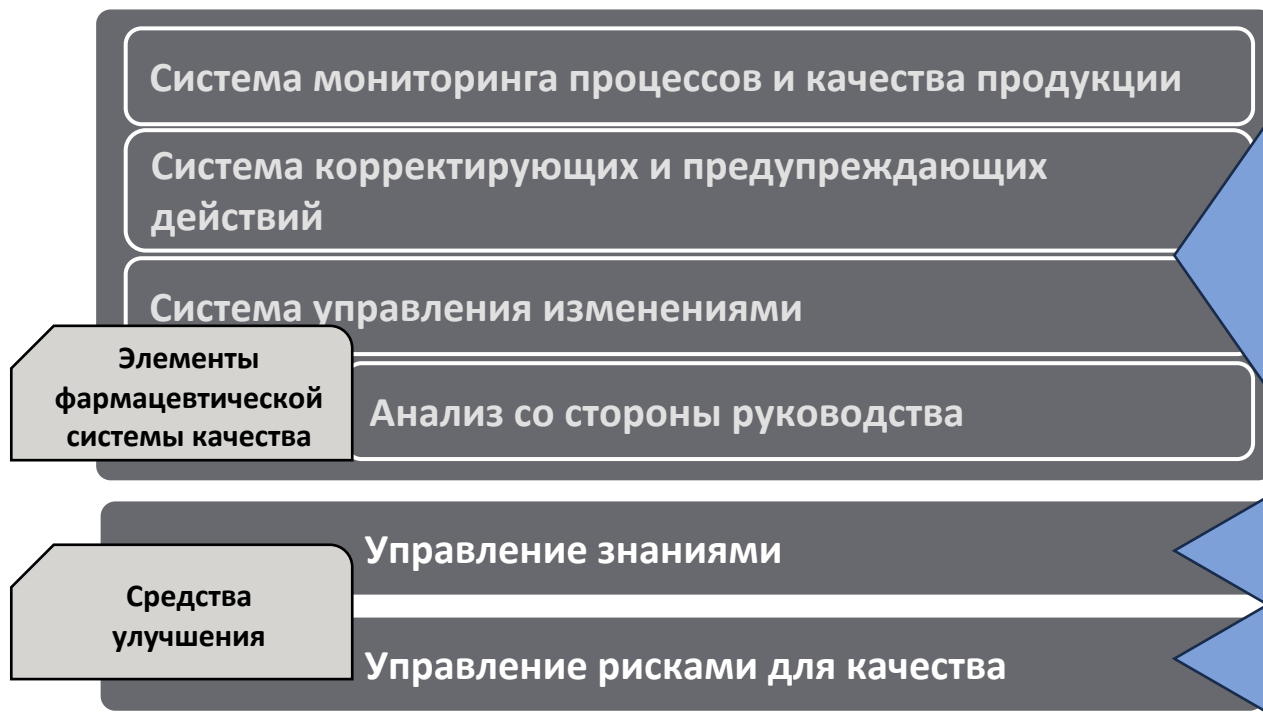 Система мониторинга процессов и качества продукции
Система корректирующих и предупреждающих
действий
Система управления изменениями
Элементы
фармацевтической
системы качества
Анализ со стороны руководства
Управление знаниями
Средства
улучшения
Управление рисками для качества